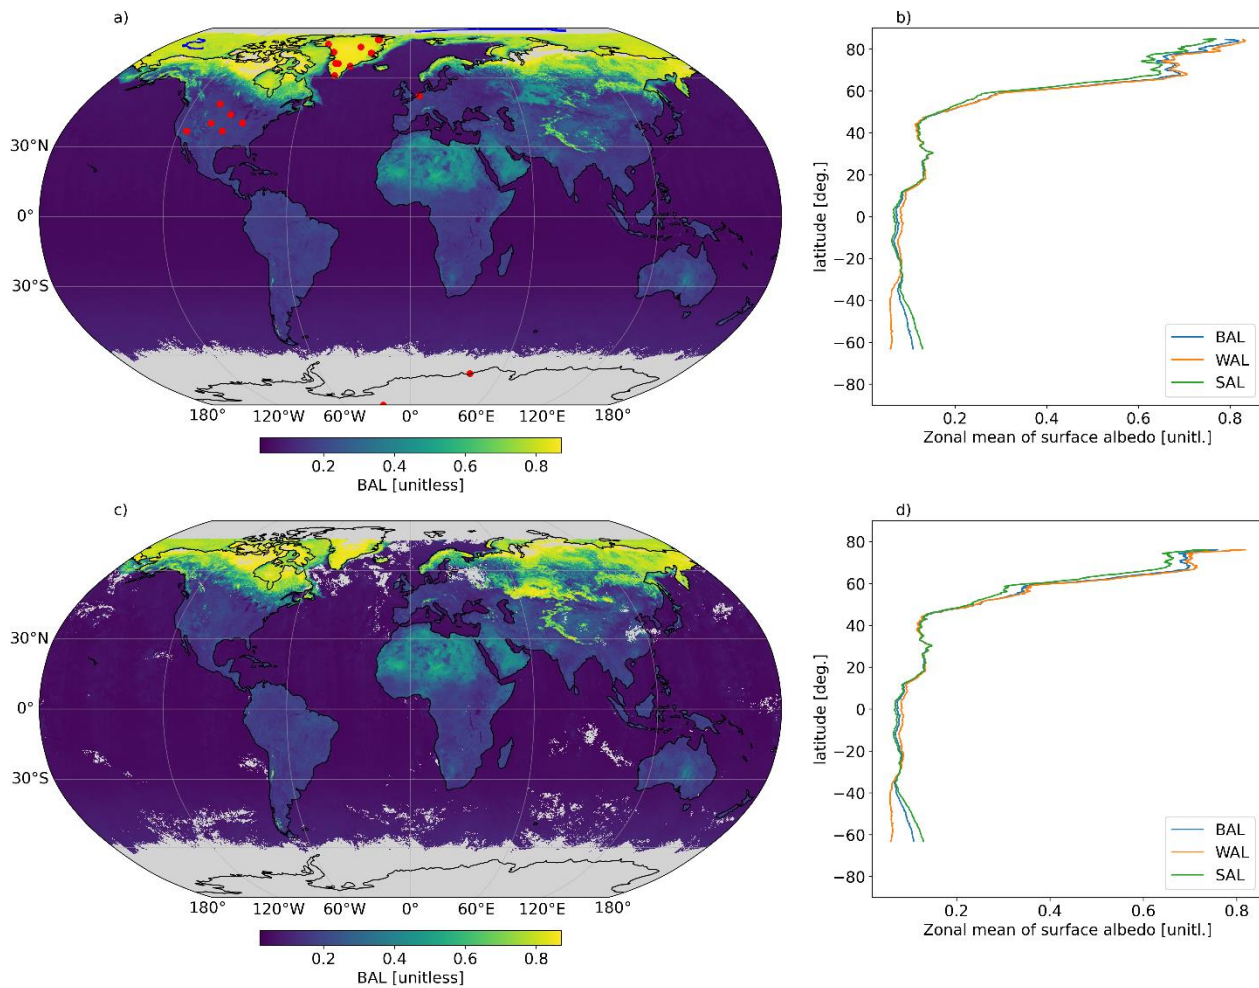 a)
30°N
0°
30°S
180° 120°W 60°W 0° 60°E 120°E 180°
0.2 0.4 0.6 0.8
BAL [unitless]
b)
80
60
40
20
0
−20
−40
−60
−80
latitude [deg.]
BAL
WAL
SAL
0.2 0.4 0.6 0.8
Zonal mean of surface albedo [unitl.]
c)
30°N
0°
30°S
180° 120°W 60°W 0° 60°E 120°E 180°
0.2 0.4 0.6 0.8
BAL [unitless]
d)
80
60
40
20
0
−20
−40
−60
−80
latitude [deg.]
BAL
WAL
SAL
0.2 0.4 0.6 0.8
Zonal mean of surface albedo [unitl.]